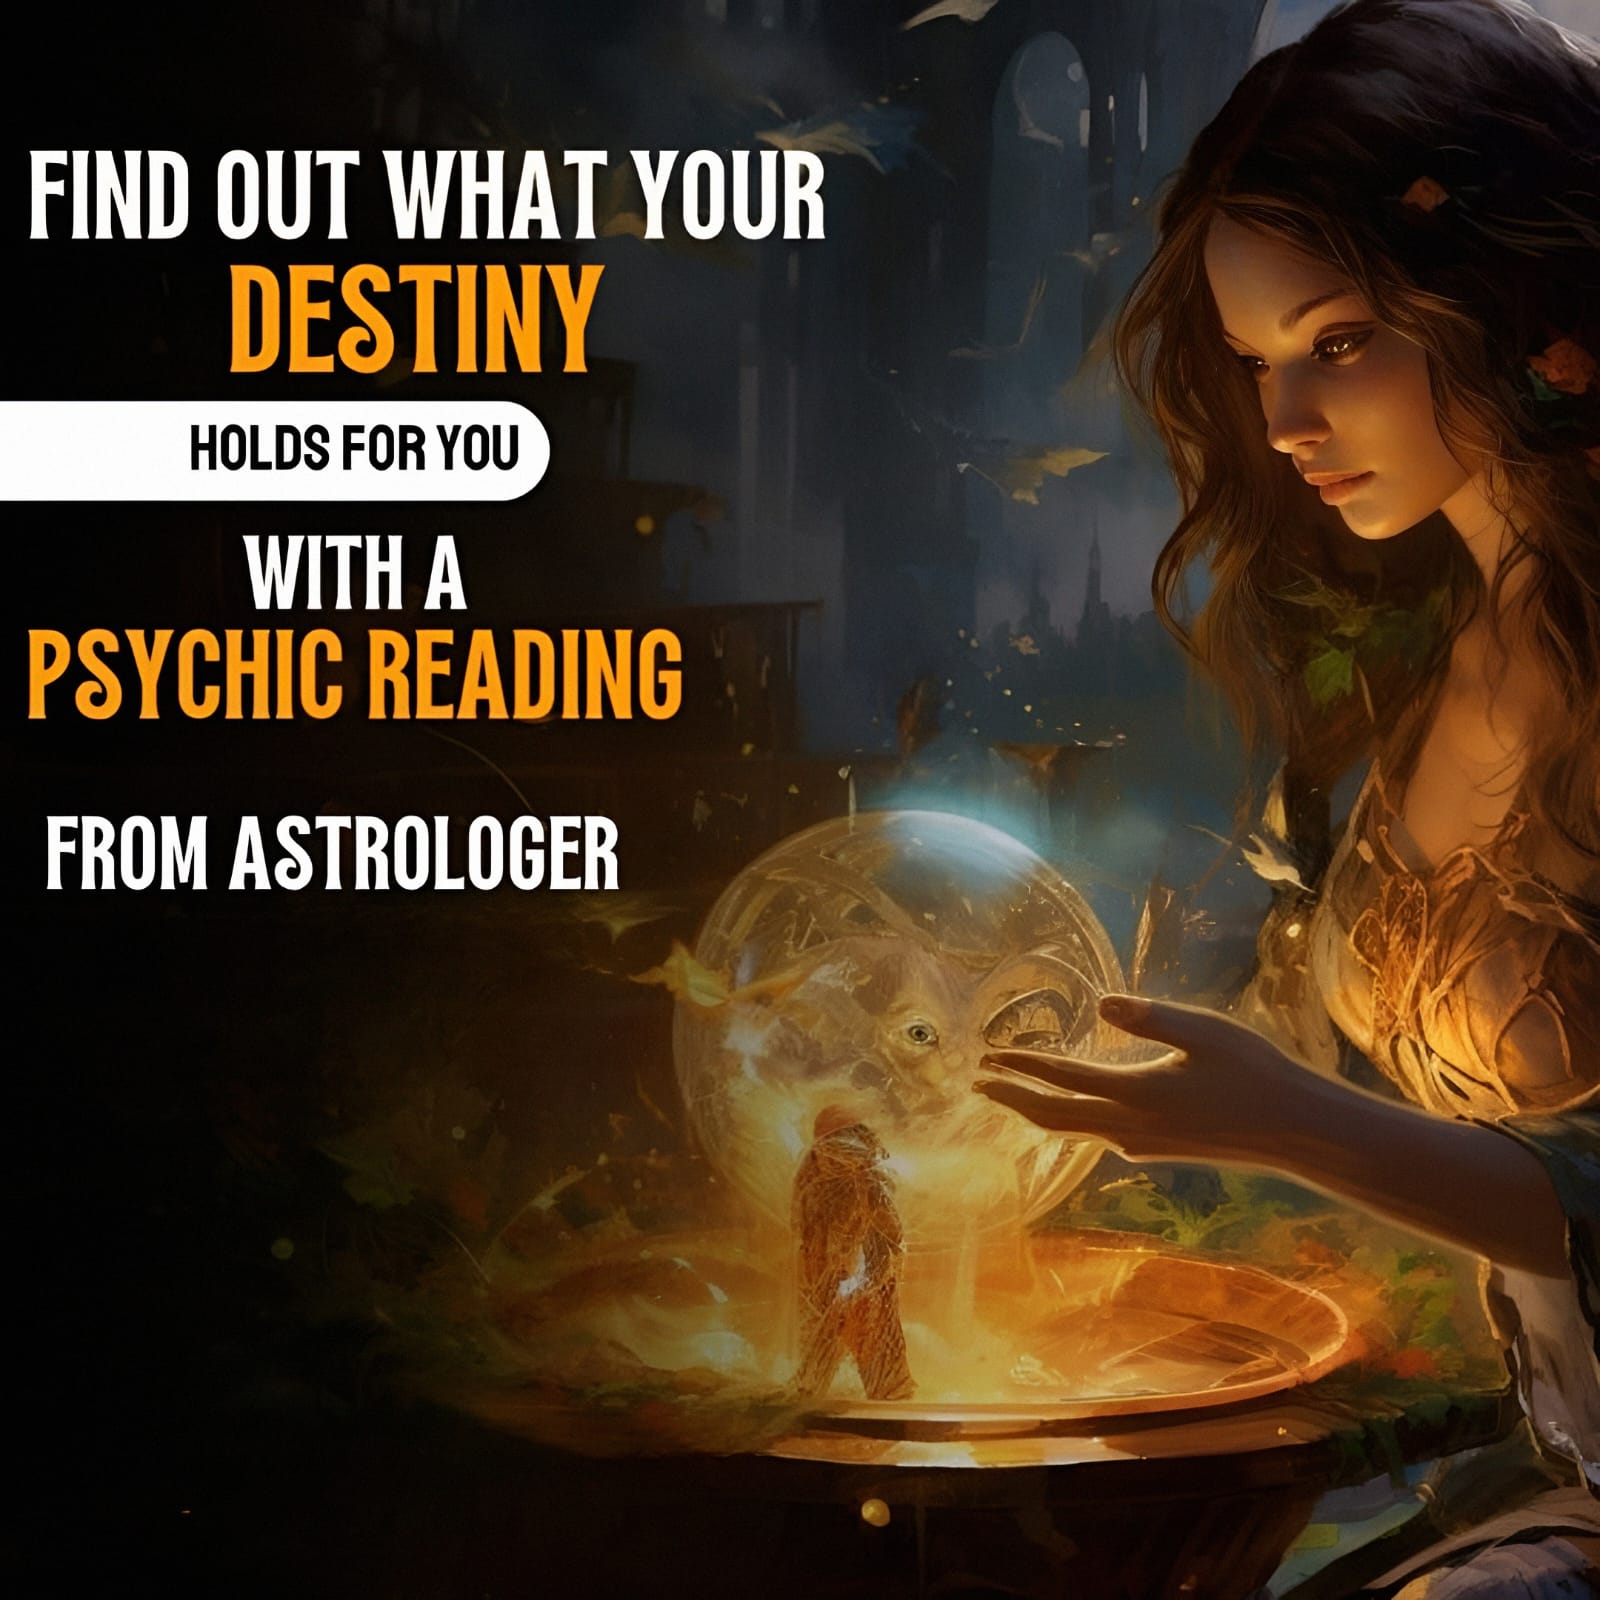 FIND OUT WHAT YOUR
DESTINY
HOLDS FOR YOU
WITH A
PSYCHIC READING
FROM ASTROLOGER